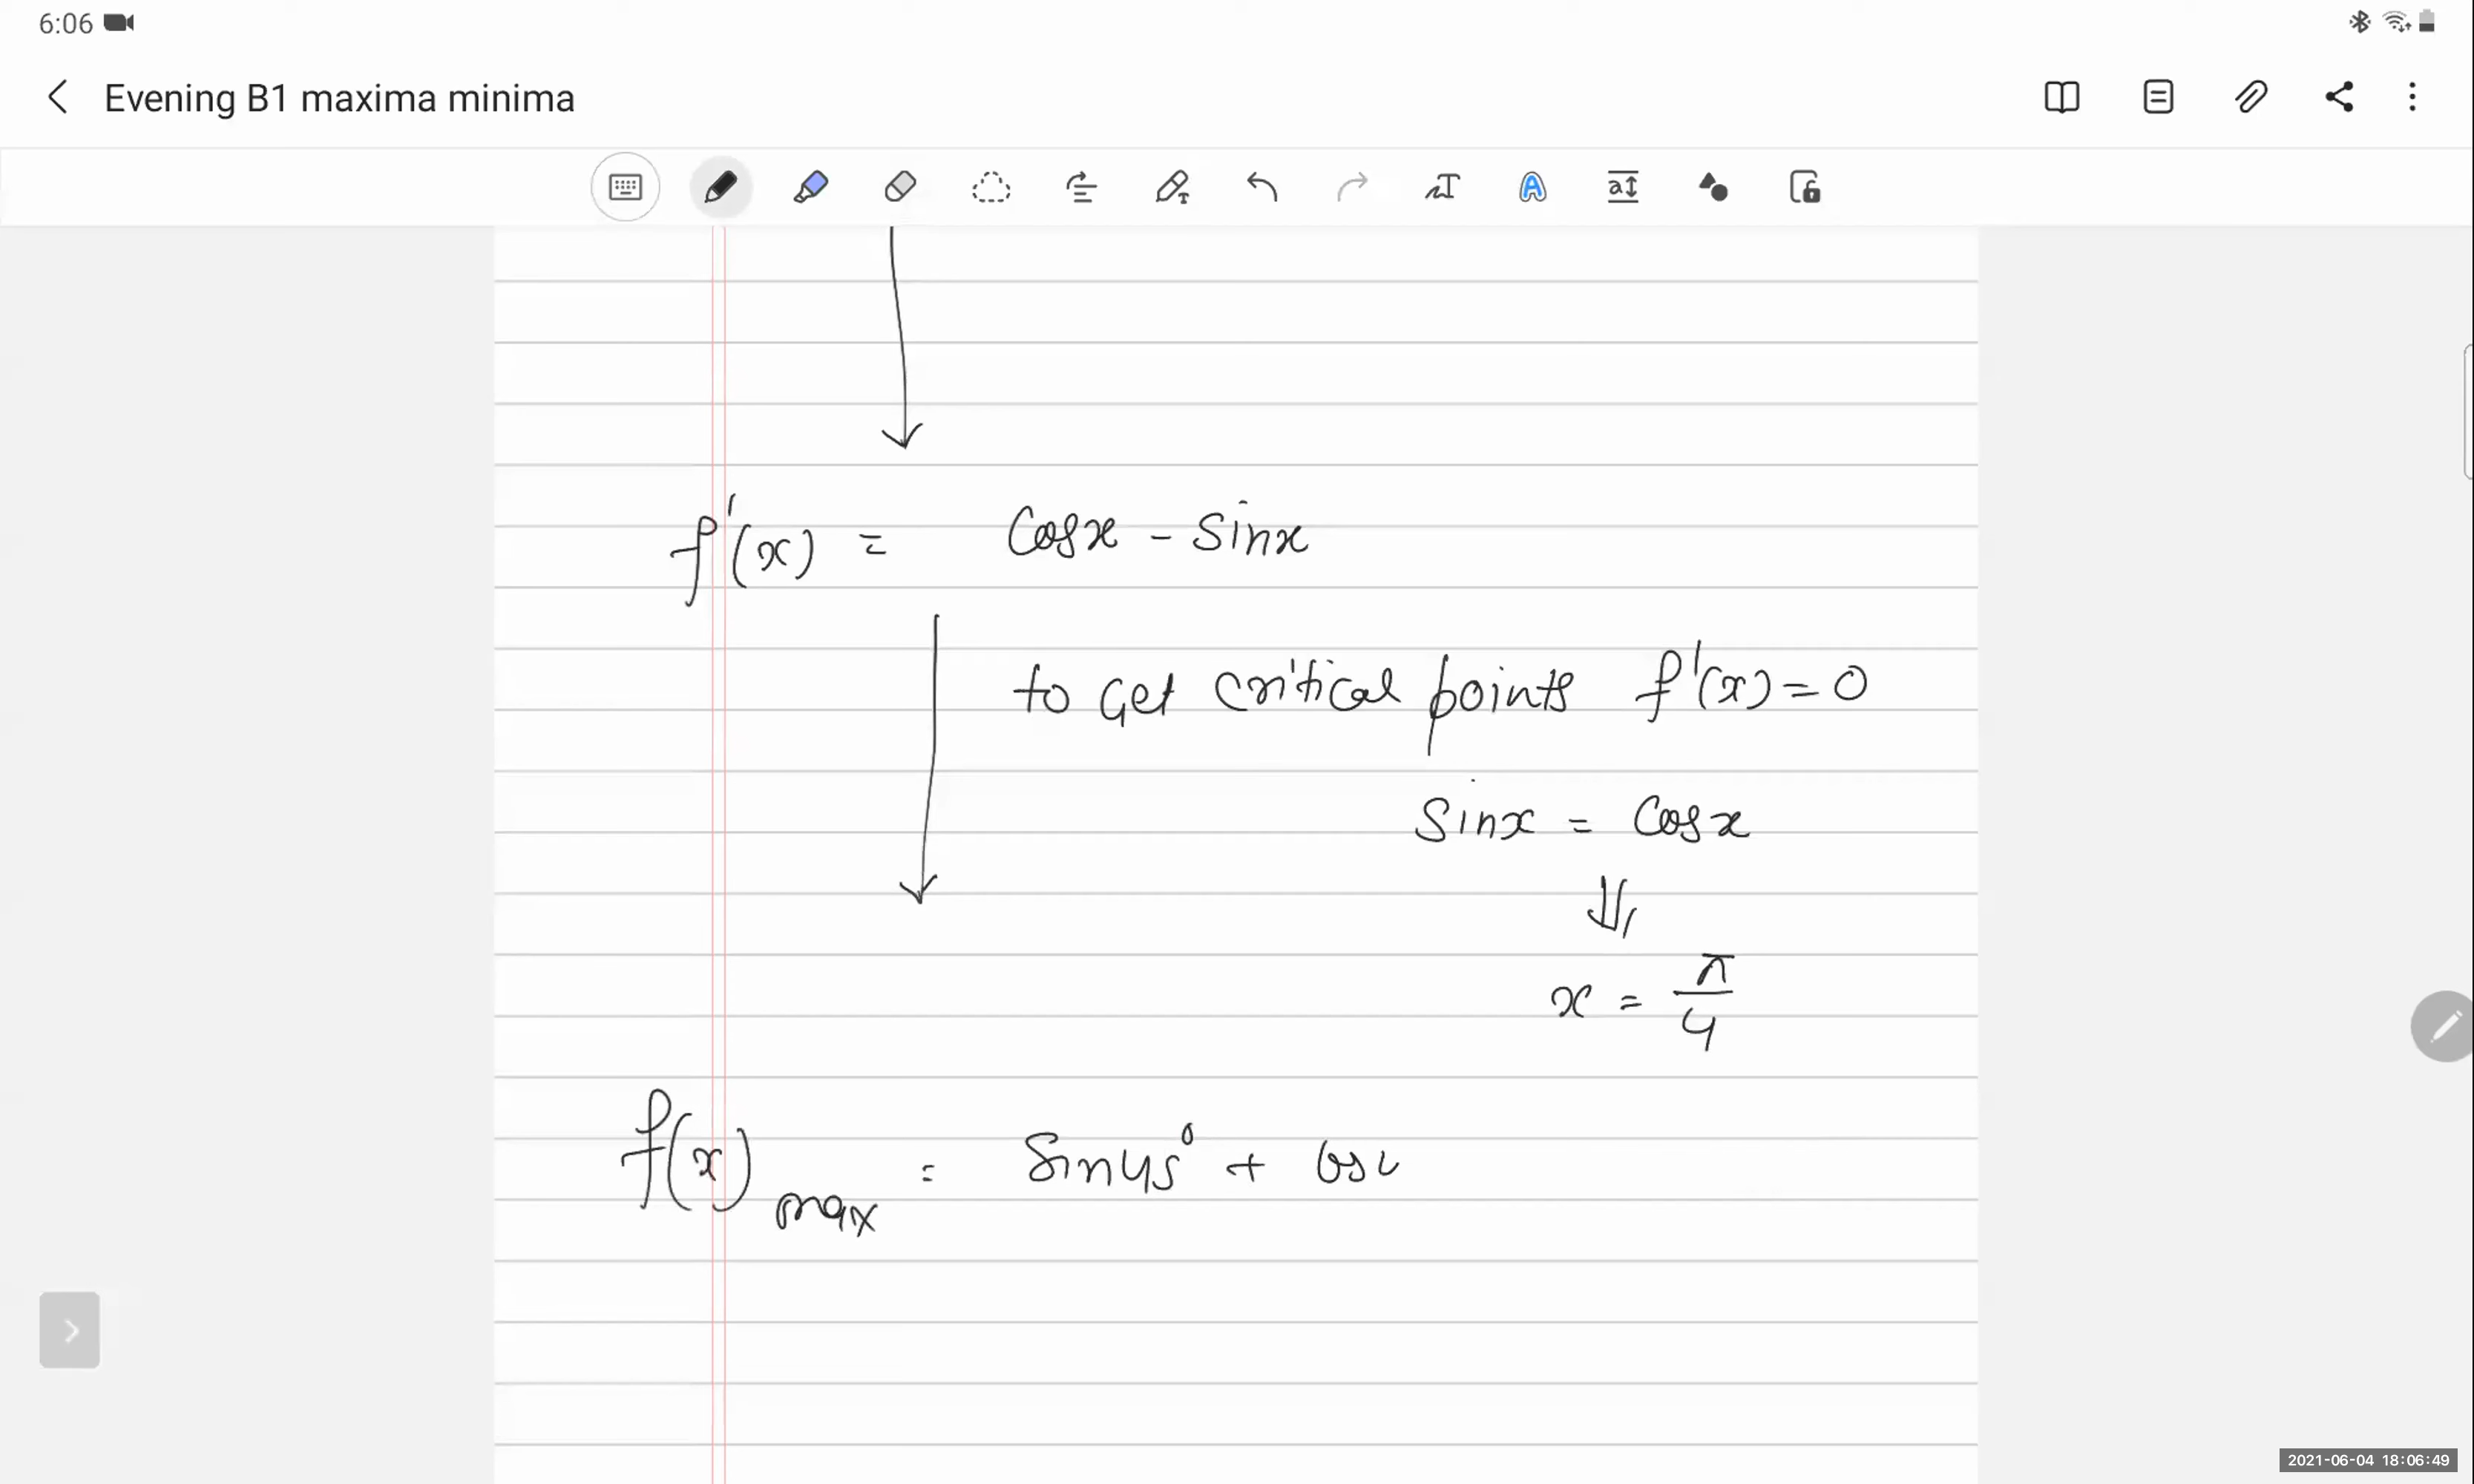 6:06
Evening B1 maxima minima
f'(x) = Cosx - Sinx
to get critical points f'(x) = 0
Sinx = Cosx
⇓
x = π/4
f(x) max = Sin45° + Cos
2021-06-04 18:06:49